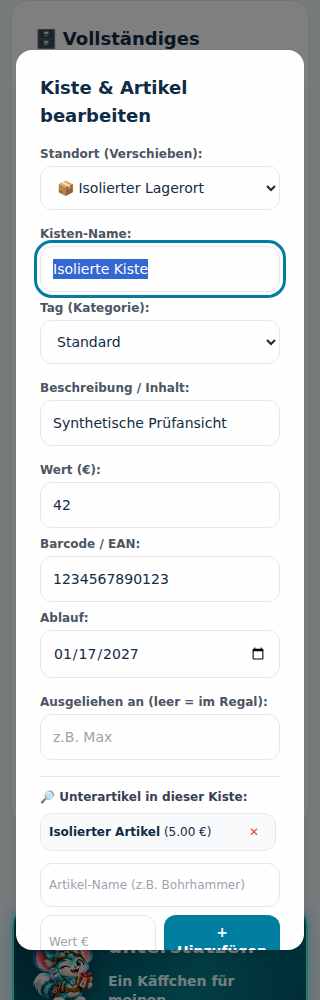 🗄️ Vollständiges
Kiste & Artikel
bearbeiten
Standort (Verschieben):
📦 Isolierter Lagerort
Kisten-Name:
Isolierte Kiste
Tag (Kategorie):
Standard
Beschreibung / Inhalt:
Synthetische Prüfansicht
Wert (€):
42
Barcode / EAN:
1234567890123
Ablauf:
01/17/2027
Ausgeliehen an (leer = im Regal):
z.B. Max
🔎 Unterartikel in dieser Kiste:
Isolierter Artikel (5.00 €) ×
Artikel-Name (z.B. Bohrhammer)
Wert €
+
Hinzufügen
Ein Käffchen für
meinen